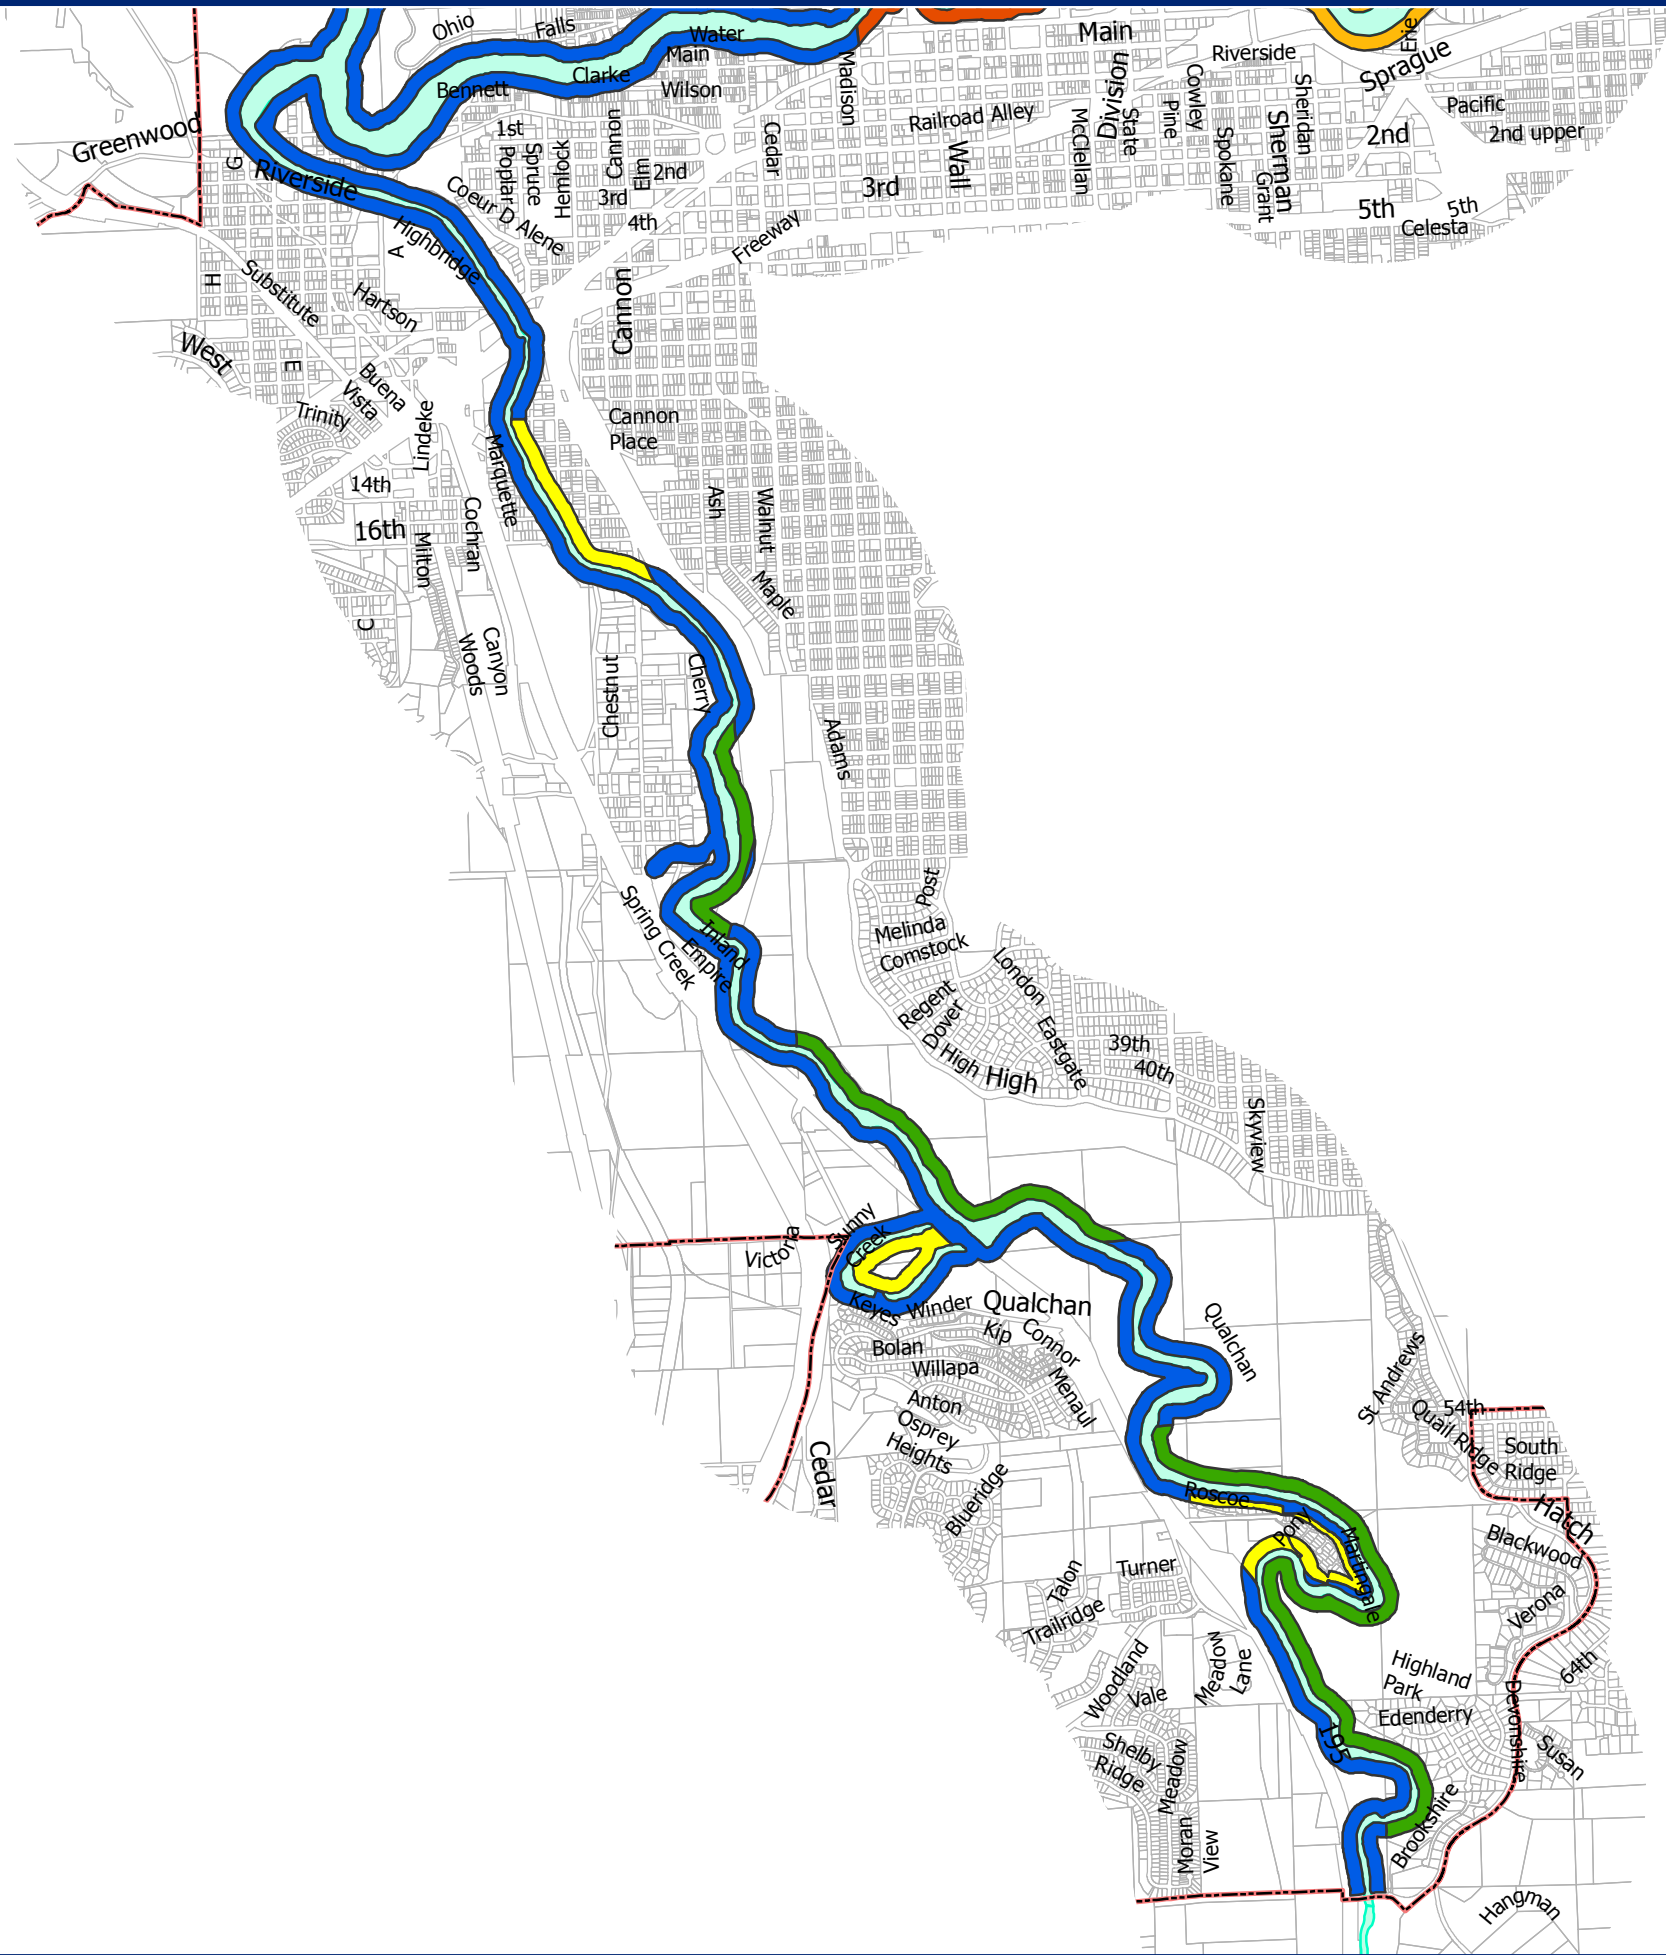 Ohio
Falls
Water
Main
Main
Erie
Riverside
Sprague
Clarke
Bennett
Wilson
Madison
Division
Cowley
Sheridan
Pacific
Greenwood
1st
Cannon
Cedar
Railroad Alley
McClelan
State
Pine
Spokane
Sherman
2nd
2nd upper
G
Riverside
Poplar
Spruce
Hemlock
Elm
2nd
3rd
4th
3rd
Wall
Grant
5th
5th
Celesta
Coeur D Alene
Highbridge
A
Freeway
H
Substitute
Hartson
Cannon
West
E
Buena
Vista
Trinity
Lindeke
Cannon
Place
Marquette
14th
16th
Cochran
Milton
Ash
Walnut
Maple
C
Canyon
Woods
Chestnut
Cherry
Adams
Post
Spring Creek
Inland
Empire
Melinda
Comstock
London
Regent
Dover
Eastgate
39th
40th
D
High
High
Skyview
Victoria
Sunny
Creek
Keyes
Winder
Qualchan
Kip
Connor
Qualchan
Bolan
Willapa
Menaul
St Andrews
Anton
Osprey
Heights
54th
Quail Ridge
South
Ridge
Cedar
Blueridge
Roscoe
Hatch
Pony
Martingale
Blackwood
Talon
Turner
Trailridge
Verona
Woodland
Vale
Meadow
Lane
64th
Highland
Park
Edenderry
Devonshire
195
Susan
Shelby
Ridge
Meadow
Brookshire
Moran
View
Hangman